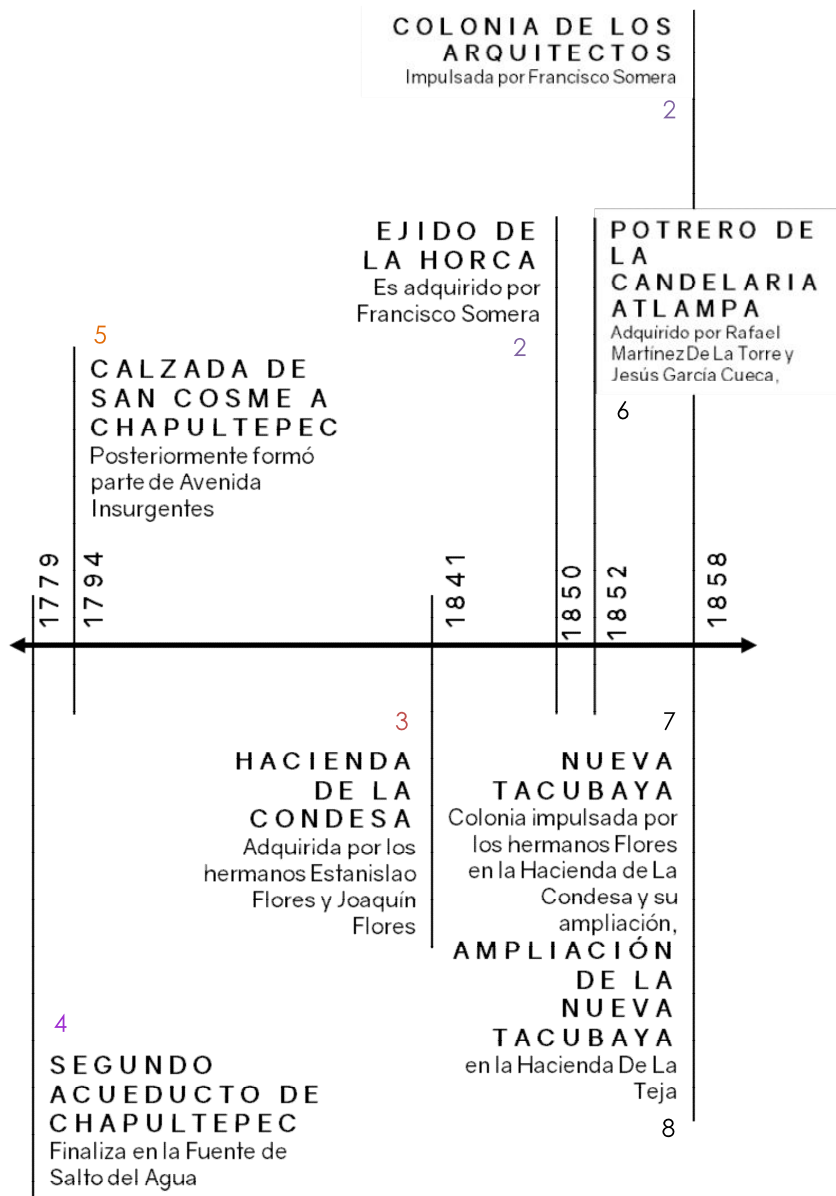 COLONIA DE LOS
ARQUITECTOS
Impulsada por Francisco Somera
2
EJIDO DE
LA HORCA
Es adquirido por
Francisco Somera
2
POTRERO DE
LA
CANDELARIA
ATLAMPA
Adquirido por Rafael
Martínez De La Torre y
Jesús García Cueca,
6
5
CALZADA DE
SAN COSME A
CHAPULTEPEC
Posteriormente formó
parte de Avenida
Insurgentes
1779
1794
1841
1850
1852
1858
3
HACIENDA
DE LA
CONDESA
Adquirida por los
hermanos Estanislao
Flores y Joaquín
Flores
7
NUEVA
TACUBAYA
Colonia impulsada por
los hermanos Flores
en la Hacienda de La
Condesa y su
ampliación,
AMPLIACIÓN
DE LA
NUEVA
TACUBAYA
en la Hacienda De La
Teja
8
4
SEGUNDO
ACUEDUCTO DE
CHAPULTEPEC
Finaliza en la Fuente de
Salto del Agua